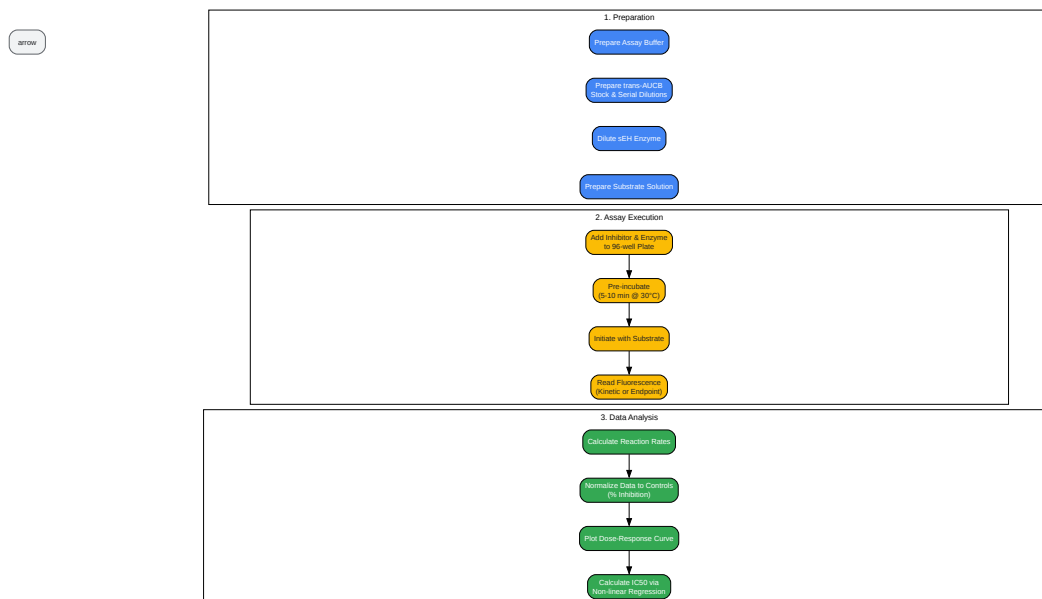 1. Preparation
arrow
Prepare Assay Buffer
Prepare trans-AUCB
Stock & Serial Dilutions
Dilute sEH Enzyme
Prepare Substrate Solution
2. Assay Execution
Add Inhibitor & Enzyme
to 96-well Plate
Pre-incubate
(5-10 min @ 30°C)
Initiate with Substrate
Read Fluorescence
(Kinetic or Endpoint)
3. Data Analysis
Calculate Reaction Rates
Normalize Data to Controls
(% Inhibition)
Plot Dose-Response Curve
Calculate IC50 via
Non-linear Regression